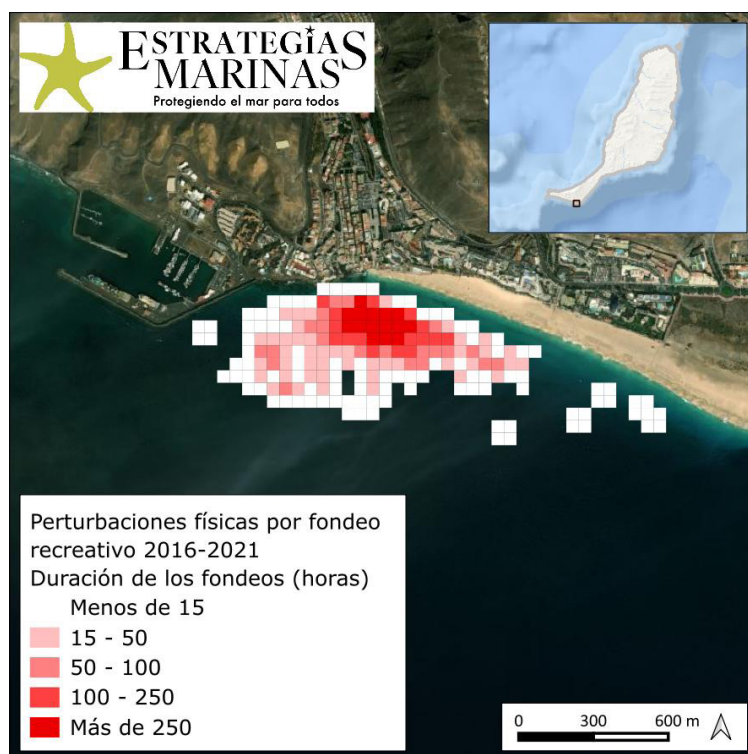 ESTRATEGIAS
MARINAS
Protegiendo el mar para todos
Perturbaciones físicas por fondeo
recreativo 2016-2021
Duración de los fondeos (horas)
Menos de 15
15 - 50
50 - 100
100 - 250
Más de 250
0 300 600 m